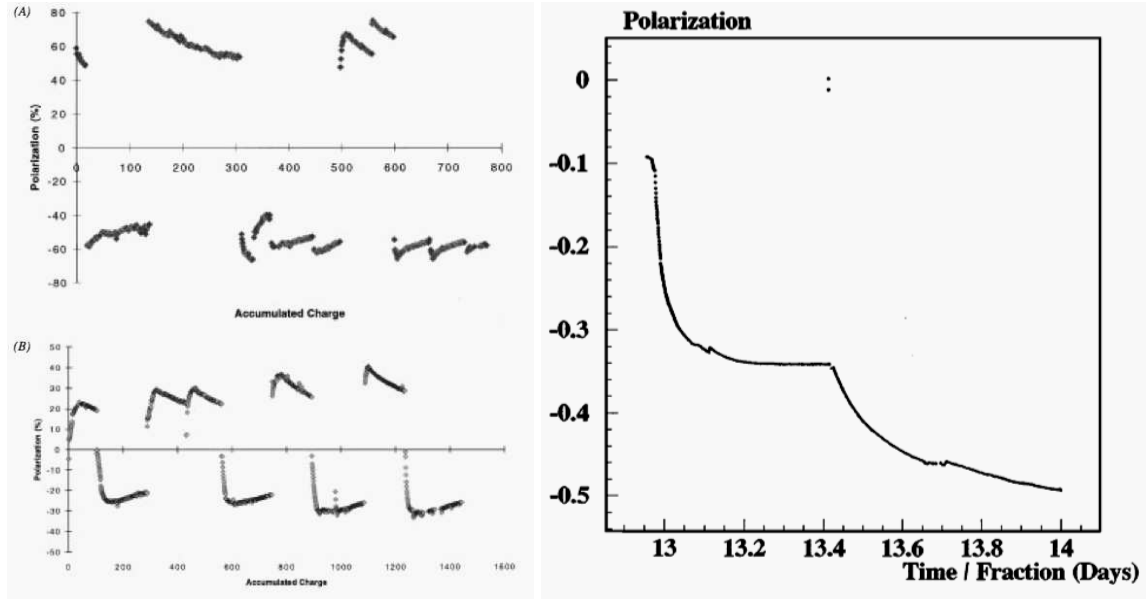 (A)
80
60
40
20
0
-20
-40
-60
-80
Polarization (%)
0 100 200 300 400 500 600 700 800
Accumulated Charge
(B)
50
40
30
20
10
0
-10
-20
-30
-40
-50
Polarization (%)
0 200 400 600 800 1000 1200 1400 1600
Accumulated Charge
Polarization
0
-0.1
-0.2
-0.3
-0.4
-0.5
13 13.2 13.4 13.6 13.8 14
Time / Fraction (Days)